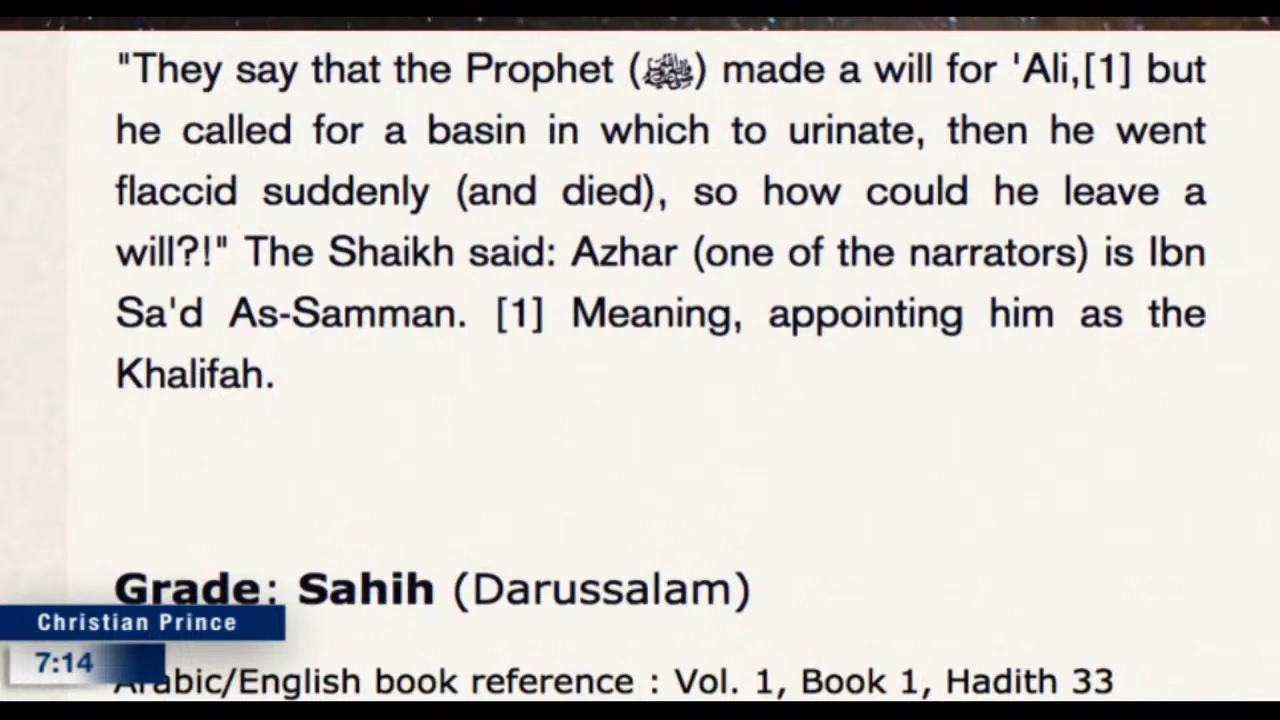 "They say that the Prophet (ﷺ) made a will for 'Ali,[1] but
he called for a basin in which to urinate, then he went
flaccid suddenly (and died), so how could he leave a
will?!" The Shaikh said: Azhar (one of the narrators) is Ibn
Sa'd As-Samman. [1] Meaning, appointing him as the
Khalifah.
Grade: Sahih (Darussalam)
Christian Prince
7:14
Arabic/English book reference : Vol. 1, Book 1, Hadith 33